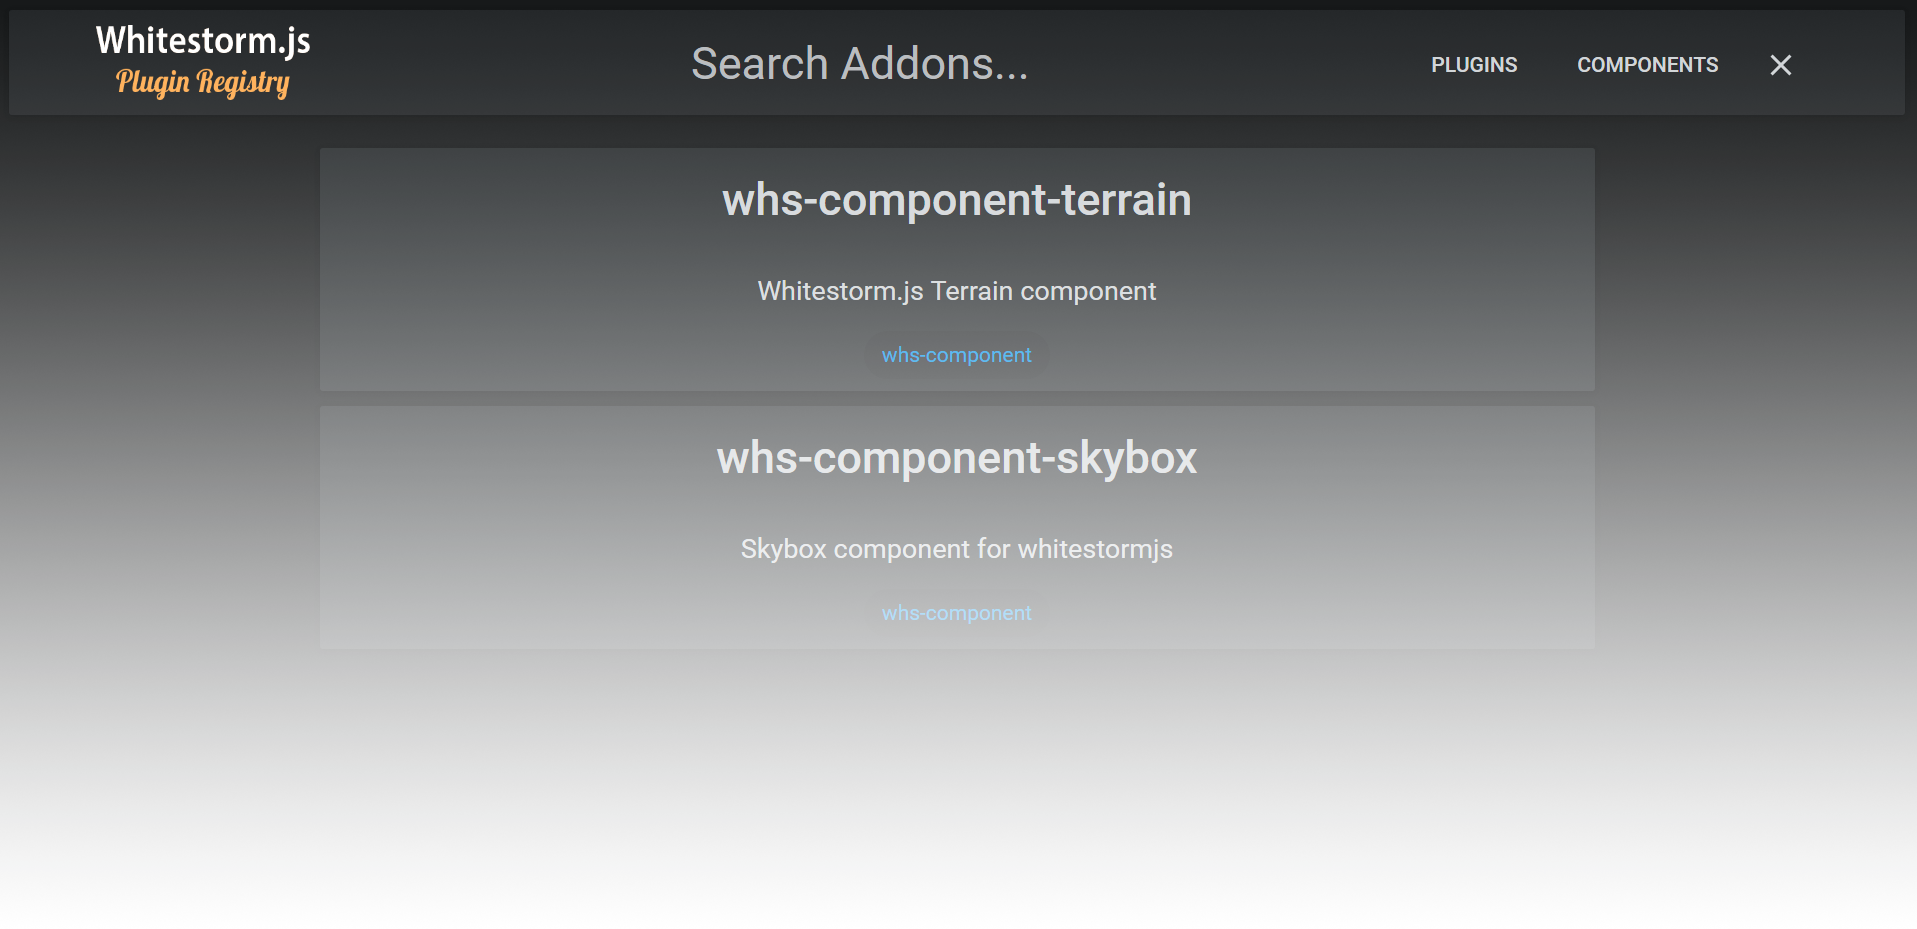 Whitestorm.js
Plugin Registry
Search Addons...
PLUGINS
COMPONENTS
whs-component-terrain
Whitestorm.js Terrain component
whs-component
whs-component-skybox
Skybox component for whitestormjs
whs-component